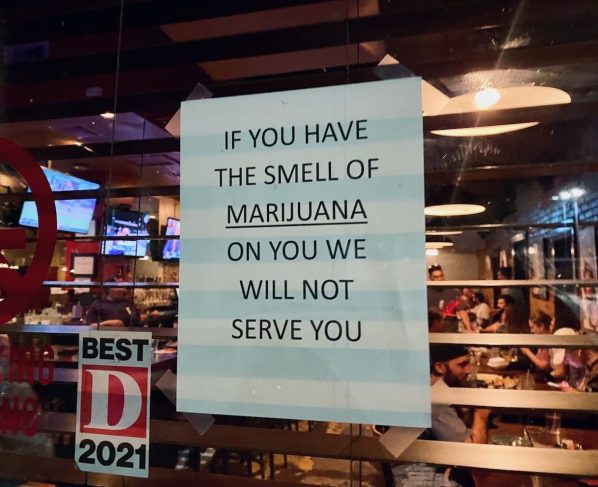 IF YOU HAVE
THE SMELL OF
MARIJUANA
ON YOU WE
WILL NOT
SERVE YOU
BEST
D
2021